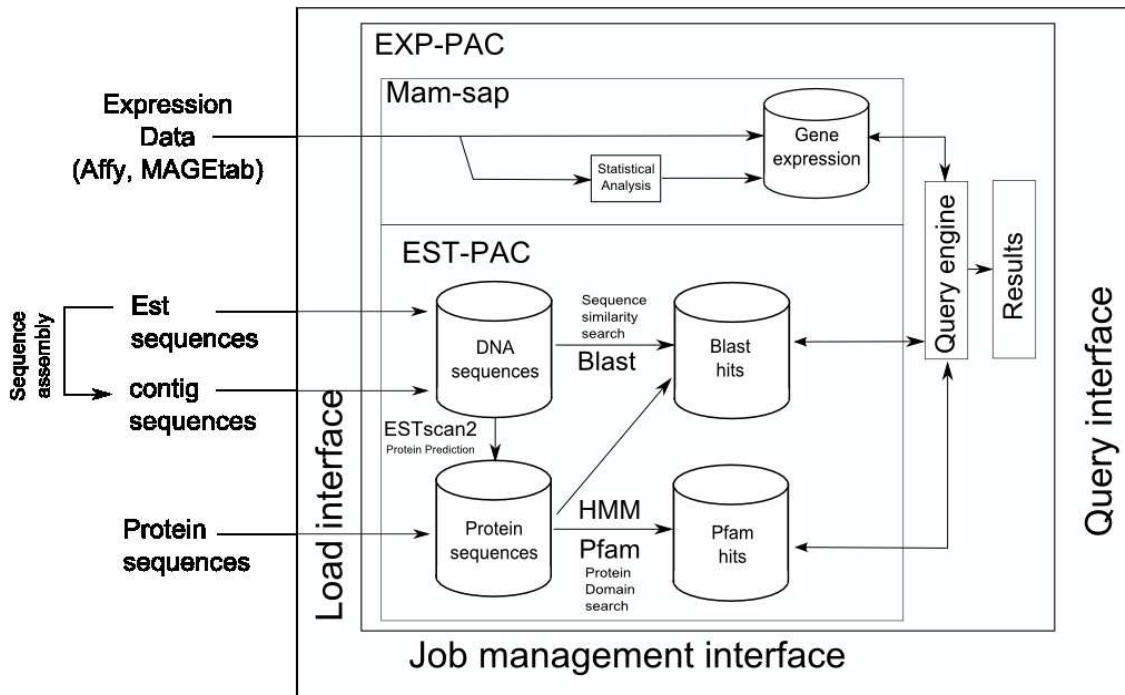 EXP-PAC
Mam-sap
Expression
Data
(Affy, MAGEtab)
Gene
expression
Statistical
Analysis
EST-PAC
Est
sequences
Sequence
assembly
contig
sequences
DNA
sequences
Sequence
similarity
search
Blast
Blast
hits
Query engine
Results
ESTscan2
Protein Prediction
Protein
sequences
Protein
sequences
HMM
Pfam
Protein
Domain
search
Pfam
hits
Load interface
Query interface
Job management interface